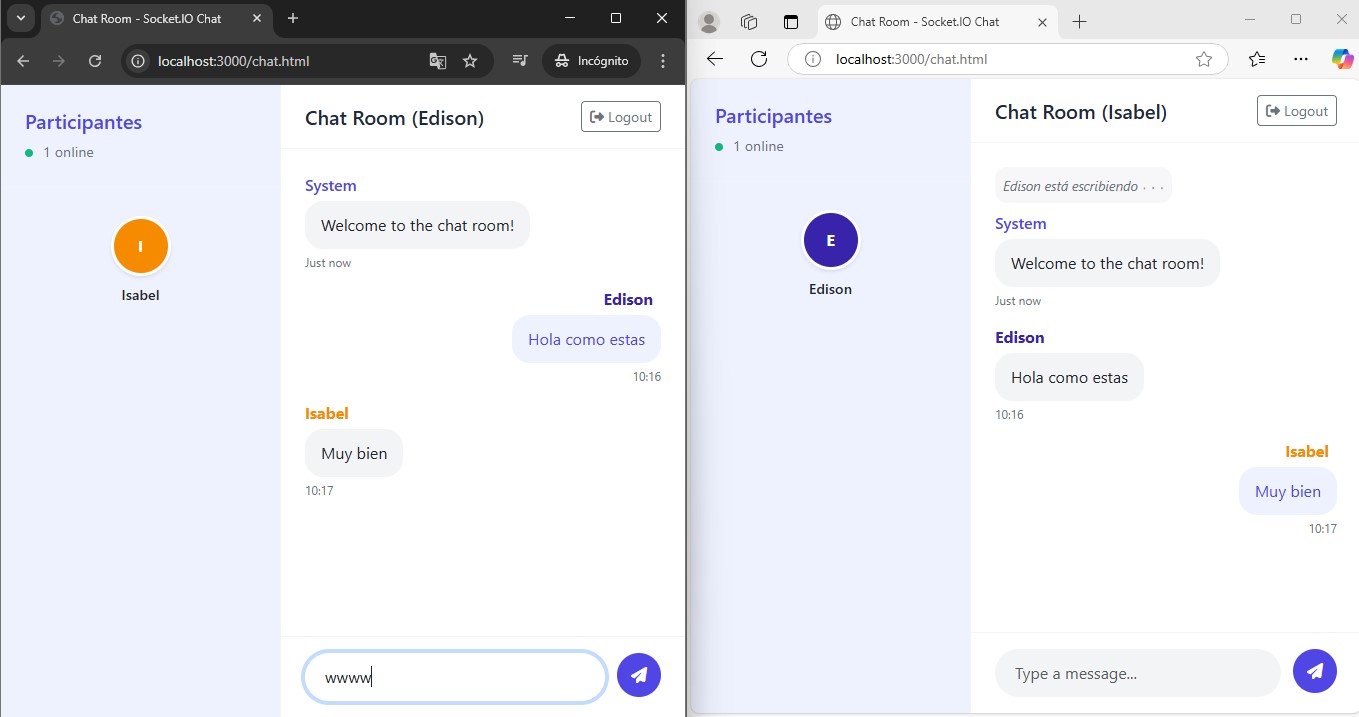 Chat Room - Socket.IO Chat
localhost:3000/chat.html
Incógnito
Participantes
1 online
I
Isabel
Chat Room (Edison)
Logout
System
Welcome to the chat room!
Just now
Edison
Hola como estas
10:16
Isabel
Muy bien
10:17
wwww
Chat Room - Socket.IO Chat
localhost:3000/chat.html
Participantes
1 online
E
Edison
Chat Room (Isabel)
Logout
Edison está escribiendo · · ·
System
Welcome to the chat room!
Just now
Edison
Hola como estas
10:16
Isabel
Muy bien
10:17
Type a message...